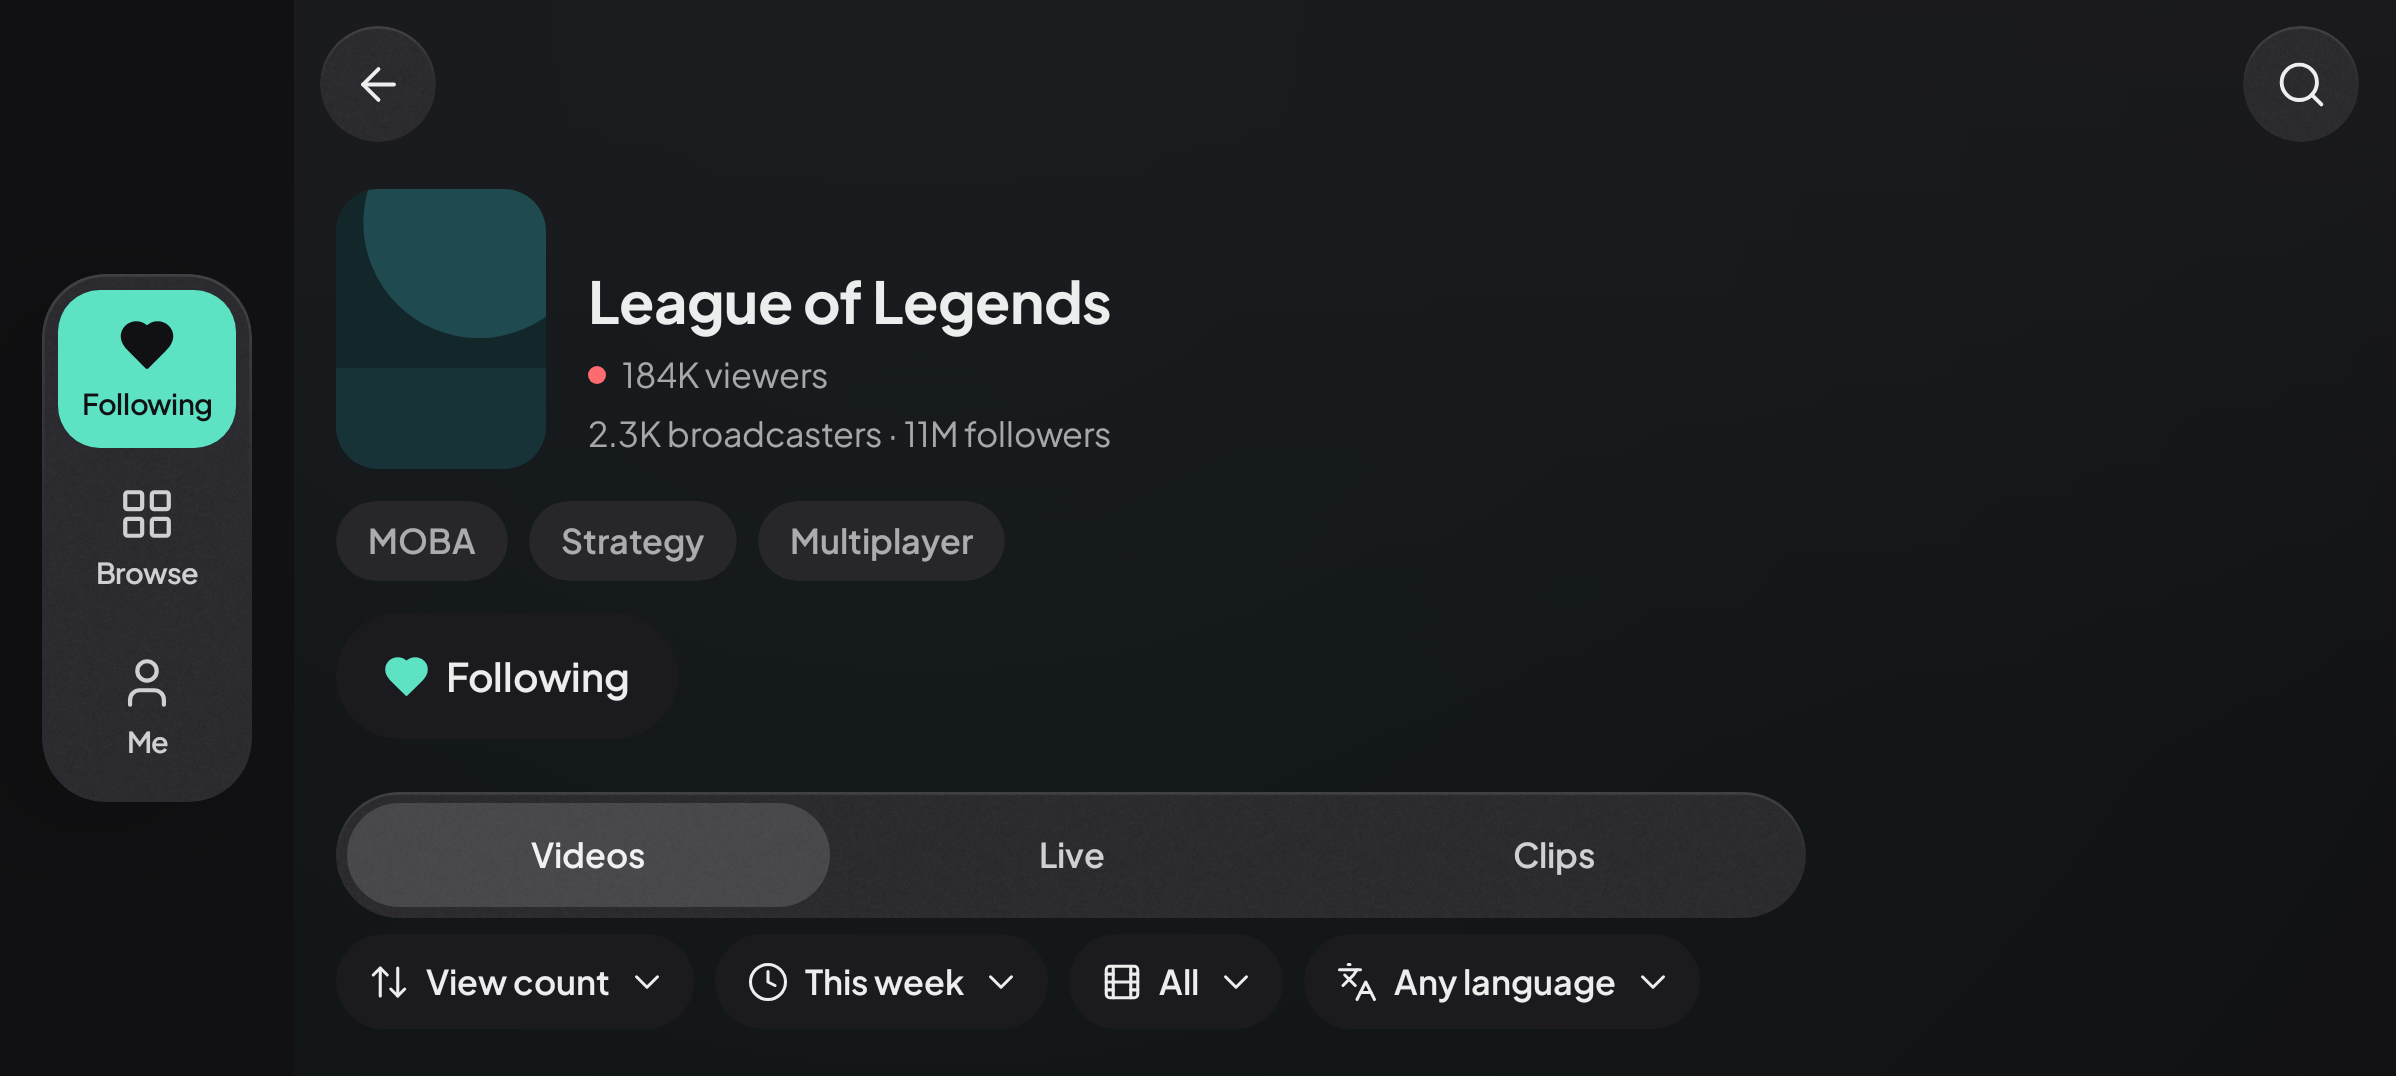 Following
Browse
Me
League of Legends
184K viewers
2.3K broadcasters · 11M followers
MOBA
Strategy
Multiplayer
Following
Videos
Live
Clips
View count
This week
All
Any language